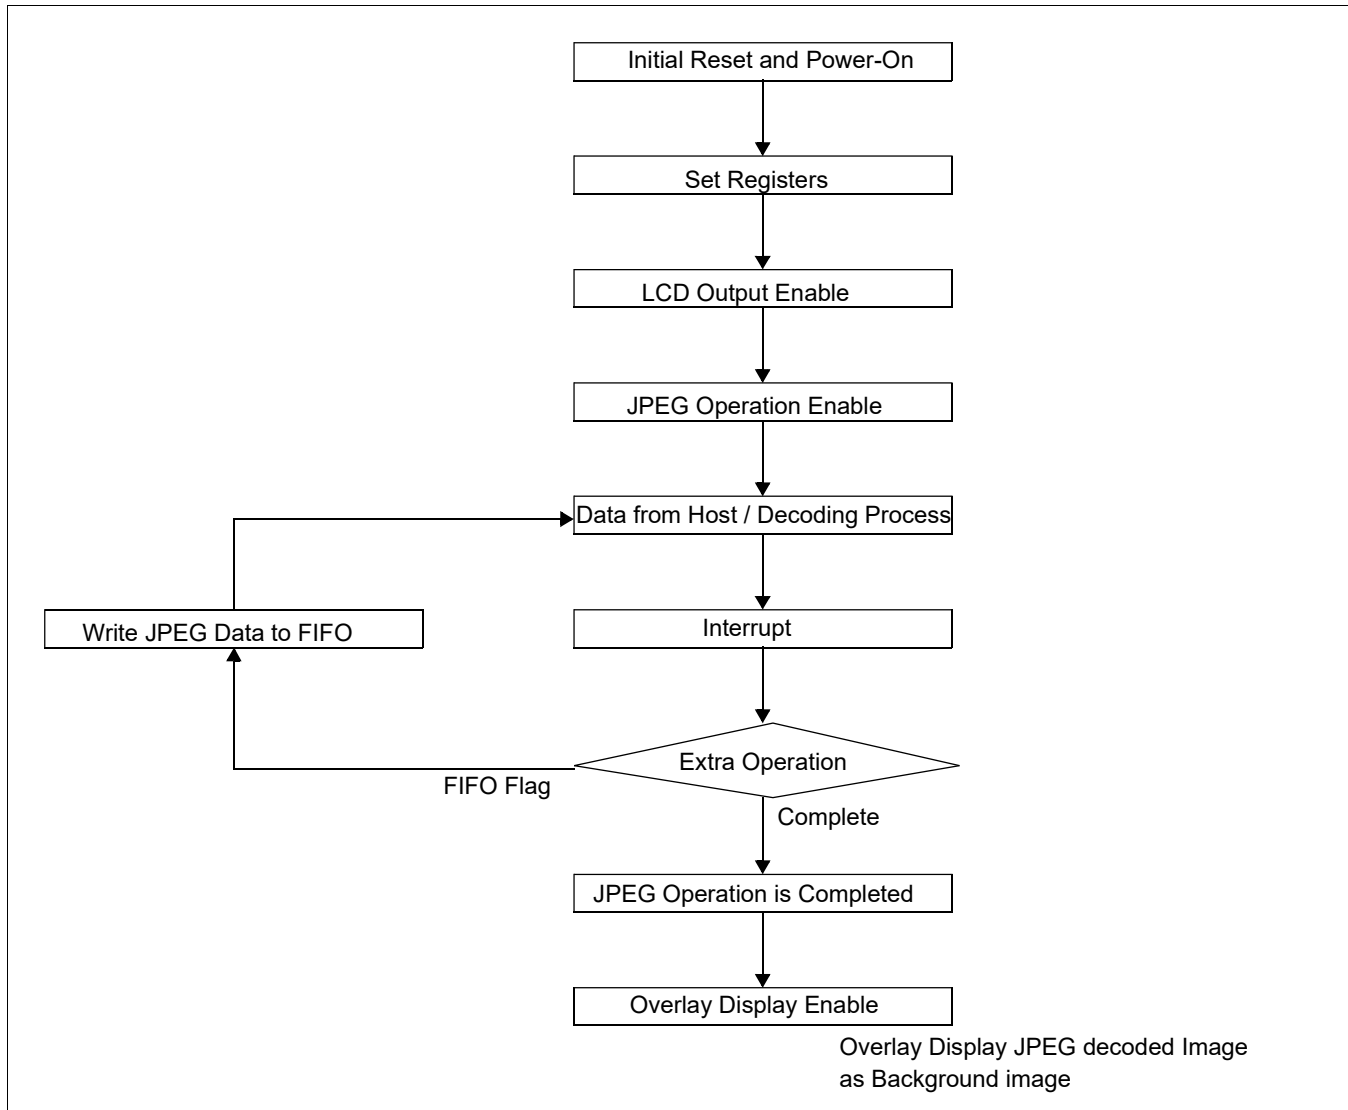 Initial Reset and Power-On
Set Registers
LCD Output Enable
JPEG Operation Enable
Data from Host / Decoding Process
Write JPEG Data to FIFO
Interrupt
Extra Operation
FIFO Flag
Complete
JPEG Operation is Completed
Overlay Display Enable
Overlay Display JPEG decoded Image
as Background image